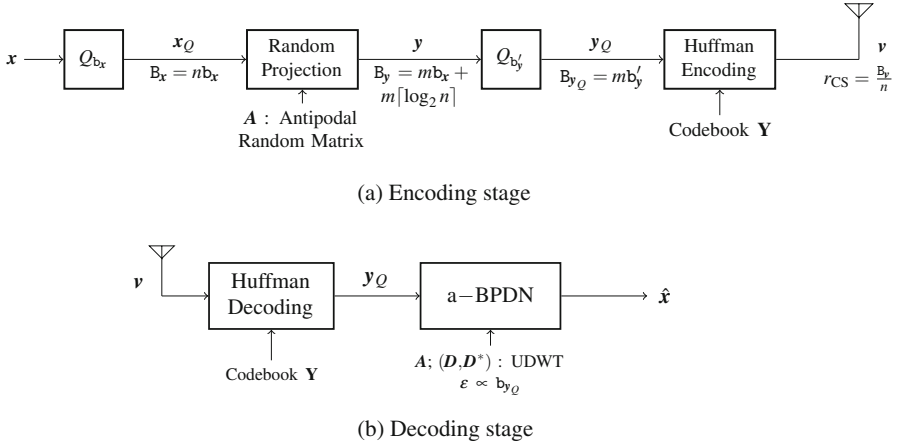 x
Q_{b_x}
x_Q
B_x = nb_x
Random
Projection
A : Antipodal
Random Matrix
y
B_y = mb_x +
m⌈log₂ n⌉
Q_{b′_y}
y_Q
B_{y_Q} = mb′_y
Huffman
Encoding
Codebook Y
v
r_CS = B_v/n
(a) Encoding stage
v
Huffman
Decoding
Codebook Y
y_Q
a−BPDN
A; (D,D*) : UDWT
ε ∝ b_{y_Q}
x̂
(b) Decoding stage